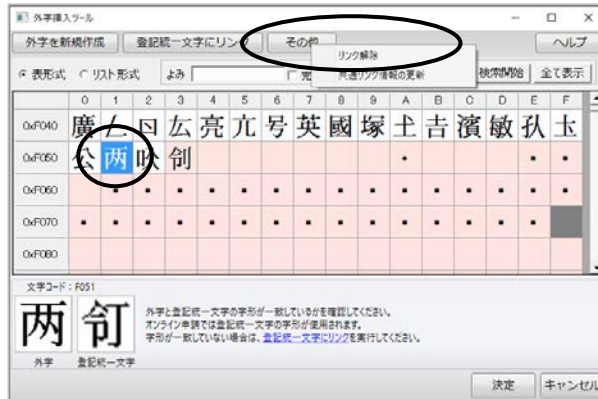 外字挿入ツール
外字を新規作成 登記統一文字にリンク その他 ヘルプ
リンク解除
共通リンク情報の更新
表形式 リスト形式 よみ 完 検索開始 全て表示
0 1 2 3 4 5 6 7 8 9 A B C D E F
0xF040 廣 𠆢 㕣 厷 亮 亢 号 英 國 塚 𡈽 𠮷 濱 敏 㧈 圡
0xF050 公 两 吹 刢
0xF060
0xF070
0xF080
文字コード : F051
两
外字
登記統一文字
外字と登記統一文字の字形が一致しているかを確認してください。
オンライン申請では登記統一文字の字形が使用されます。
字形が一致していない場合は、登記統一文字にリンクを実行してください。
決定 キャンセル